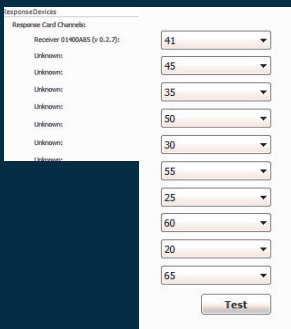 ResponseDevices
Response Card Channels:
Receiver 01400A85 (v 0.2.7):
41
Unknown:
45
Unknown:
35
Unknown:
50
Unknown:
30
Unknown:
55
Unknown:
25
Unknown:
60
20
65
Test